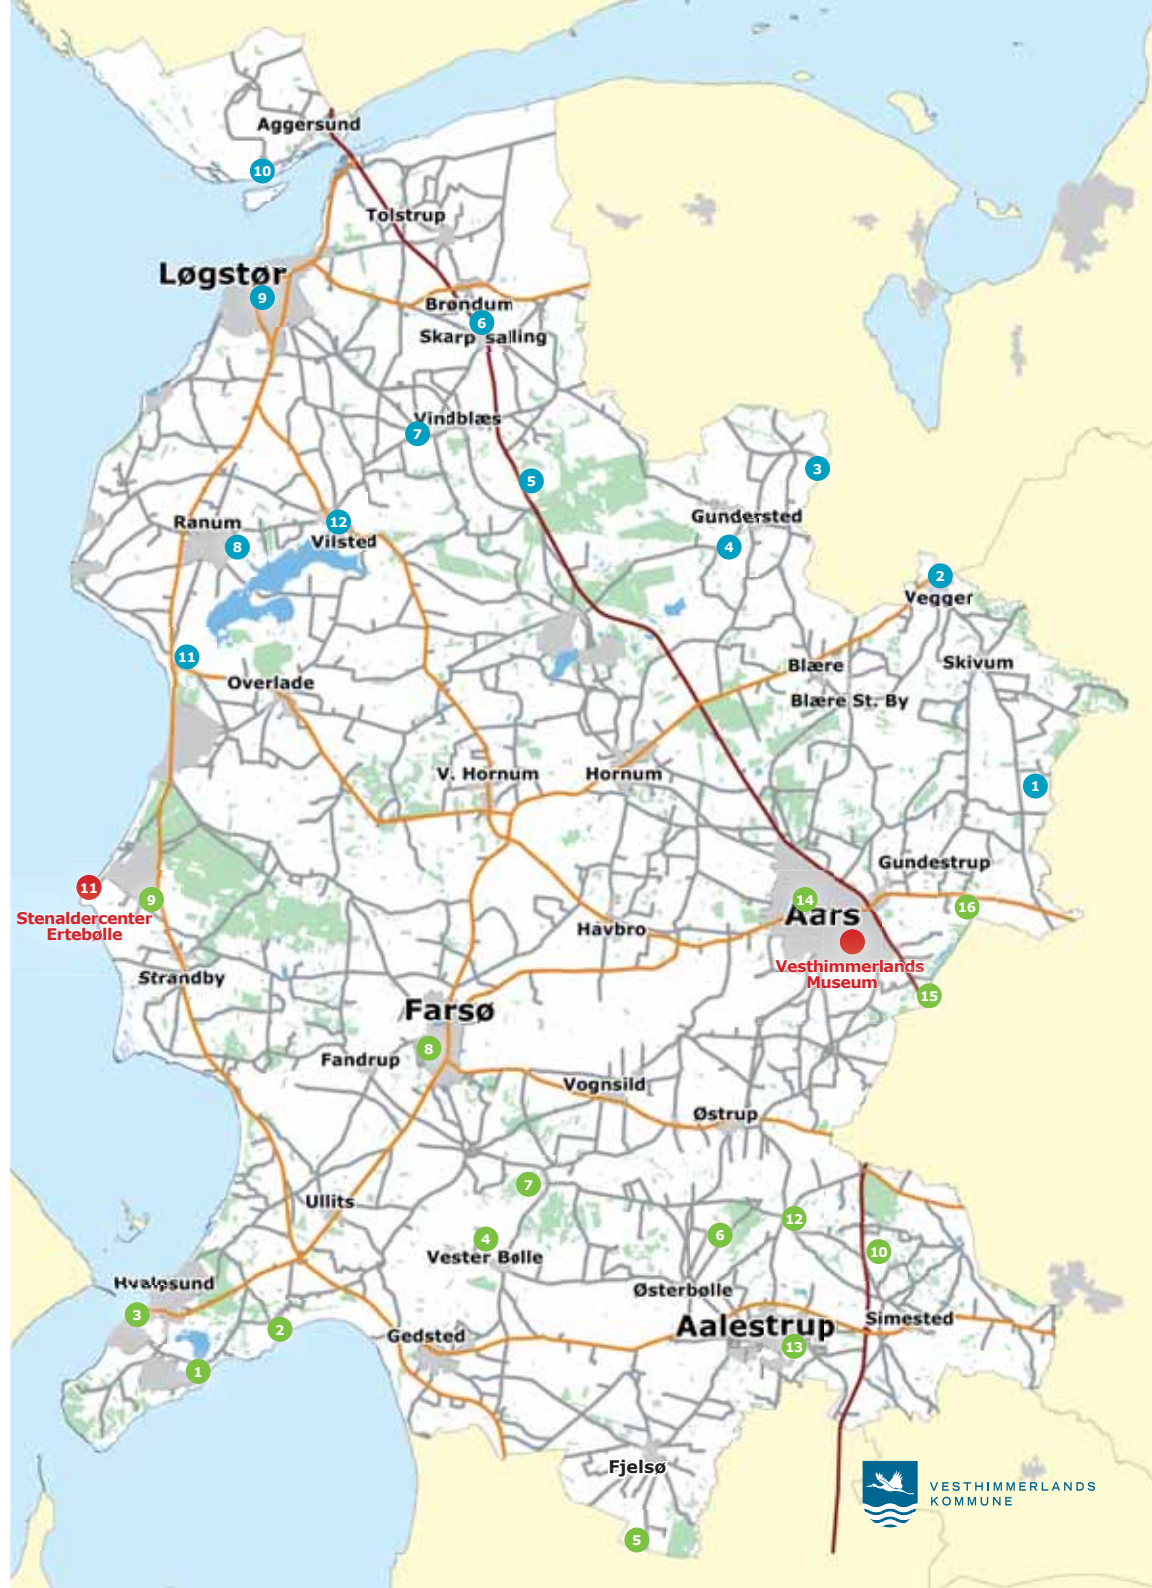 Aggersund
10
Tolstrup
Løgstør
9
Brøndum
6
Skarp salling
Vindblæs
7
3
5
Ranum
12
Gundersted
Vilsted
8
4
2
Vegger
11
Blære
Skivum
Overlade
Blære St. By
V. Hornum
Hornum
1
Gundestrup
11
9
14
16
Stenaldercenter
Ertebølle
Aars
Havbro
Vesthimmerlands
Museum
Strandby
15
Farsø
8
Fandrup
Vognsild
Østrup
7
Ullits
12
4
6
10
Vester Bølle
Hvalpsund
Østerbølle
3
2
Simested
Aalestrup
Gedsted
13
1
Fjelsø
VESTHIMMERLANDS
KOMMUNE
5